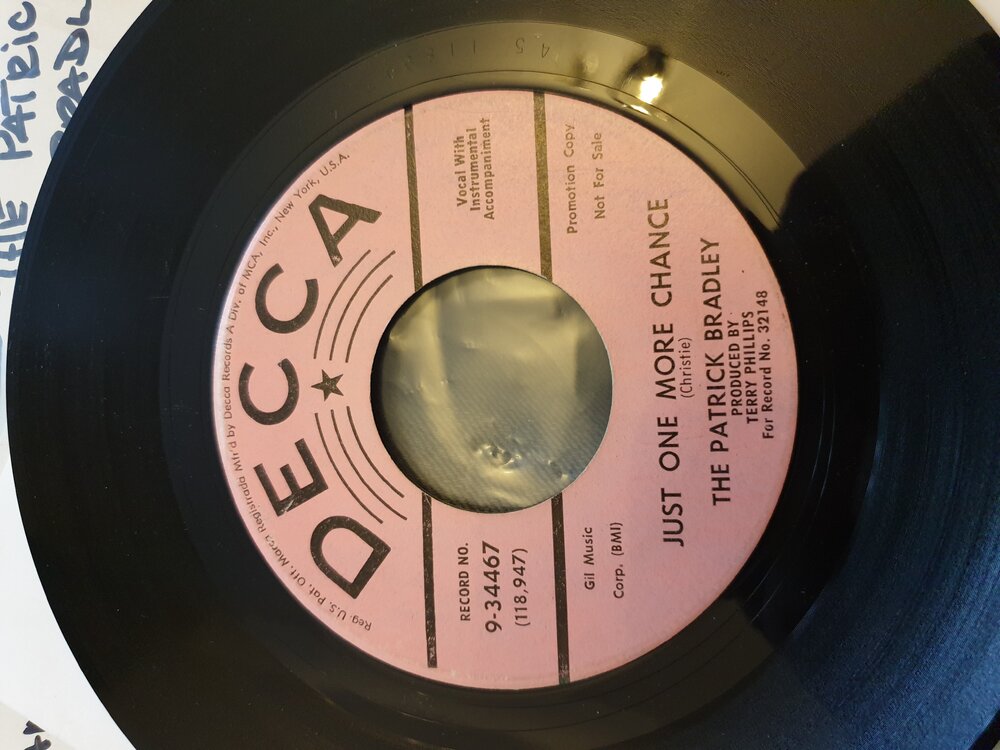 THE PATRIC
BRADL
45 118
DECCA
Reg. U.S. Pat. Off. Marca Registrada Mfr'd by Decca Records A Div. of MCA, Inc., New York, U.S.A.
RECORD NO.
9-34467
(118,947)
Vocal With
Instrumental
Accompaniment
Gil Music
Corp. (BMI)
Promotion Copy
Not For Sale
JUST ONE MORE CHANCE
(Christie)
THE PATRICK BRADLEY
PRODUCED BY
TERRY PHILLIPS
For Record No. 32148